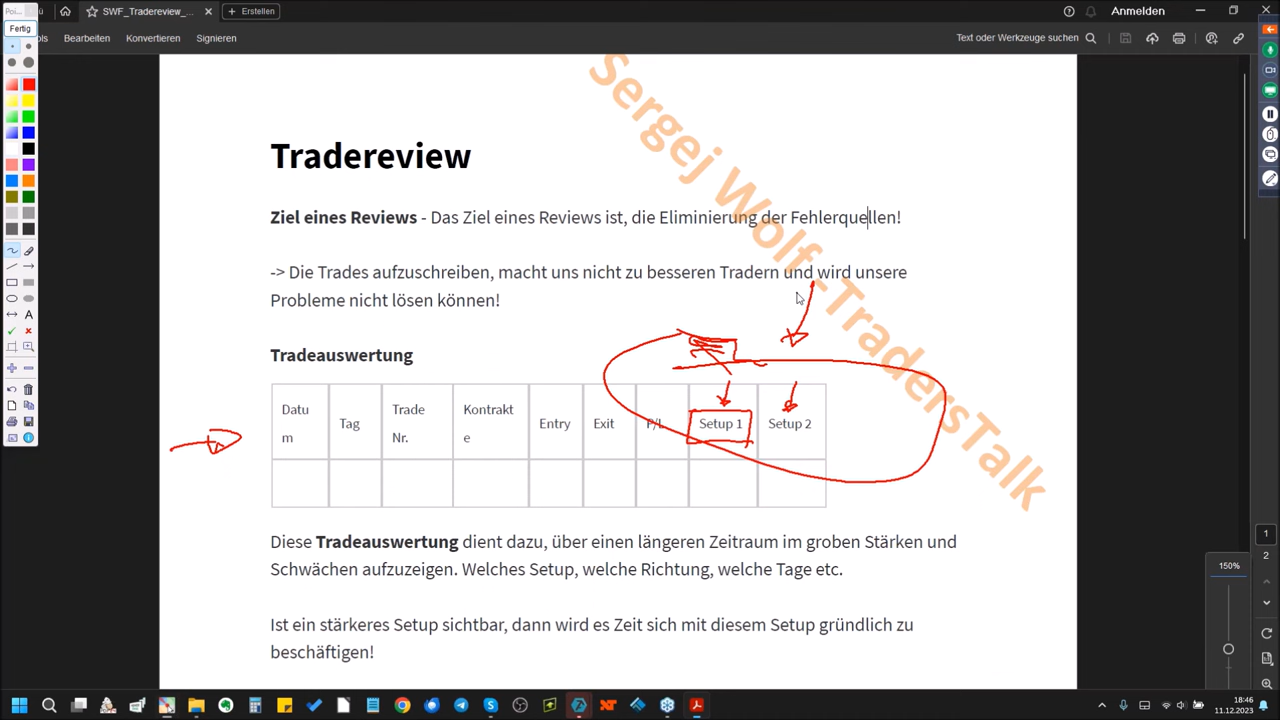 Poi...
Fertig
SWF_Tradereview_...
Erstellen
Anmelden
Bearbeiten
Konvertieren
Signieren
Text oder Werkzeuge suchen
Tradereview
Ziel eines Reviews - Das Ziel eines Reviews ist, die Eliminierung der Fehlerquellen!
-> Die Trades aufzuschreiben, macht uns nicht zu besseren Tradern und wird unsere
Probleme nicht lösen können!
Tradeauswertung
Datu
m
Tag
Trade
Nr.
Kontrakt
e
Entry
Exit
P/L
Setup 1
Setup 2
Diese Tradeauswertung dient dazu, über einen längeren Zeitraum im groben Stärken und
Schwächen aufzuzeigen. Welches Setup, welche Richtung, welche Tage etc.
Ist ein stärkeres Setup sichtbar, dann wird es Zeit sich mit diesem Setup gründlich zu
beschäftigen!
Sergej Wolf -TradersTalk
1
2
150%
18:46
11.12.2023